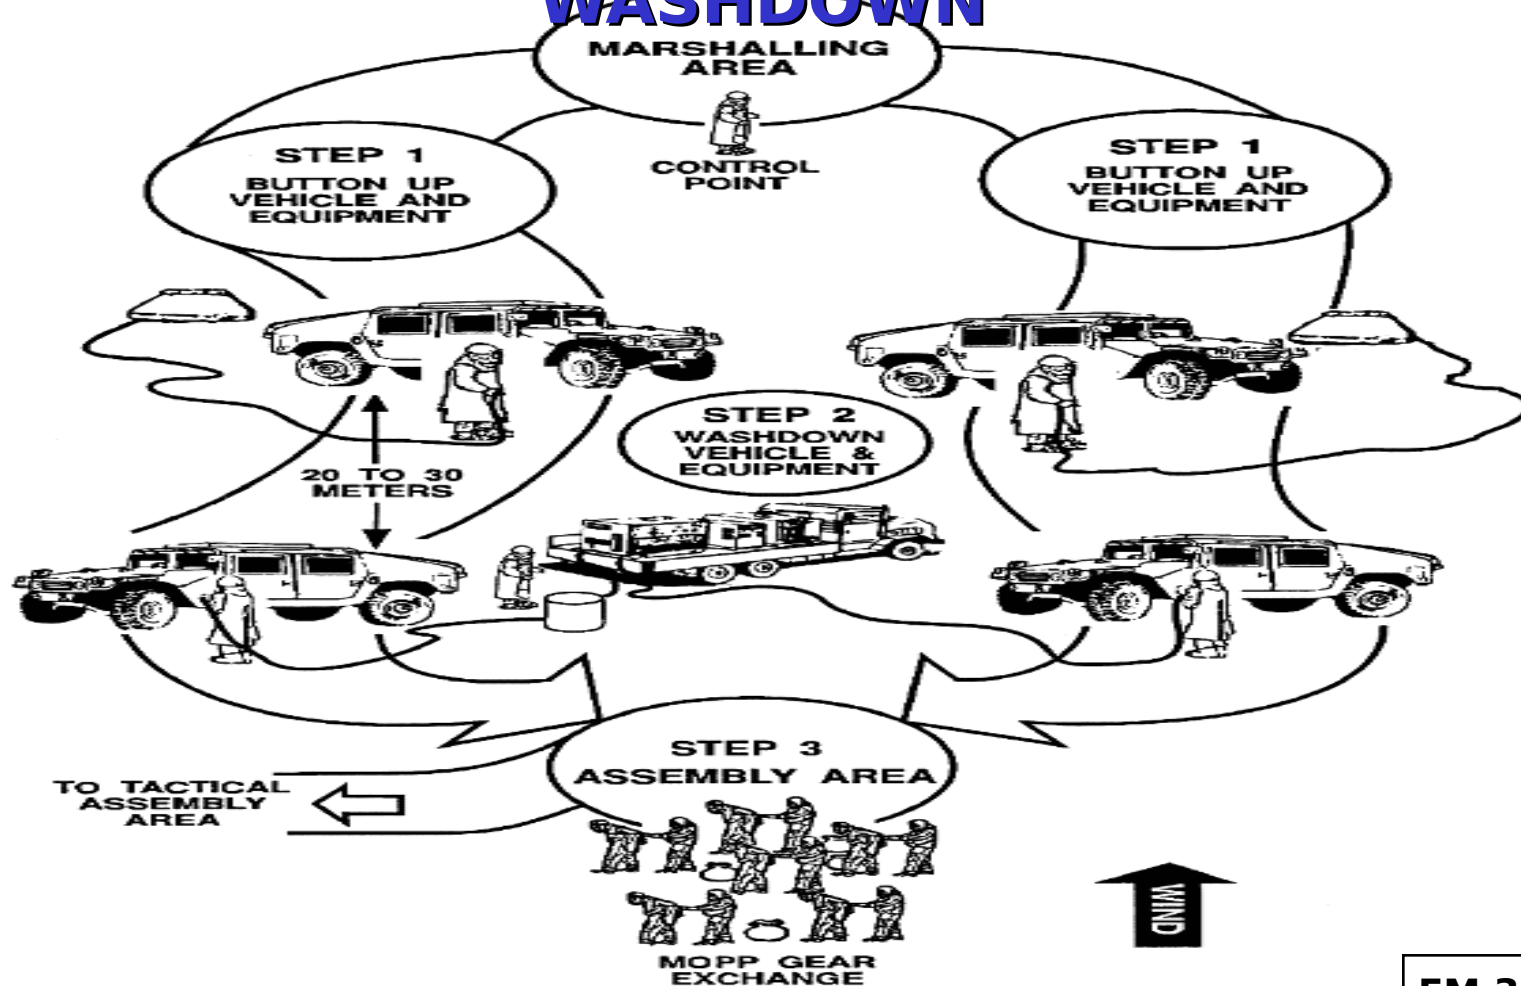 WASHDOWN
MARSHALLING
AREA
CONTROL
POINT
STEP 1
BUTTON UP
VEHICLE AND
EQUIPMENT
STEP 1
BUTTON UP
VEHICLE AND
EQUIPMENT
STEP 2
WASHDOWN
VEHICLE &
EQUIPMENT
20 TO 30
METERS
STEP 3
ASSEMBLY AREA
TO TACTICAL
ASSEMBLY
AREA
WIND
MOPP GEAR
EXCHANGE